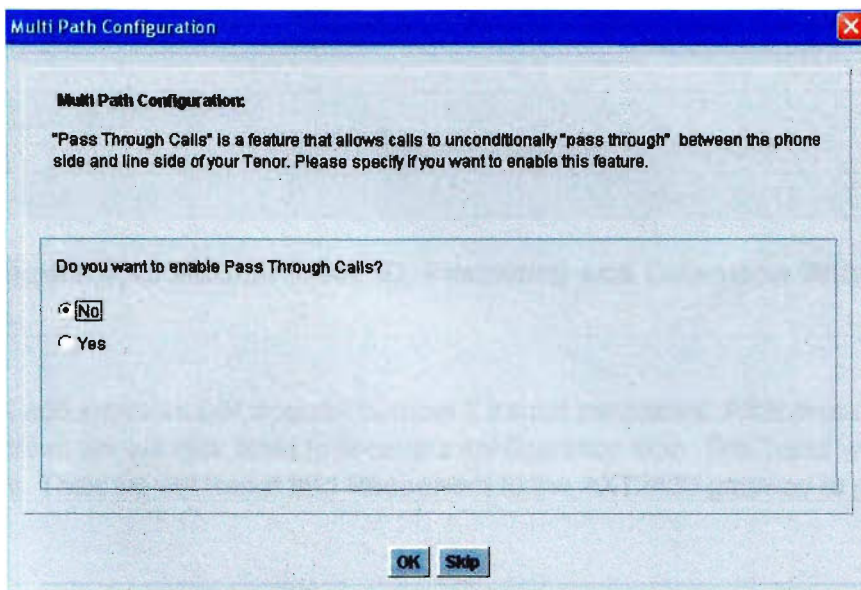 Multi Path Configuration
Multi Path Configuration:
"Pass Through Calls" is a feature that allows calls to unconditionally "pass through" between the phone
side and line side of your Tenor. Please specify if you want to enable this feature.
Do you want to enable Pass Through Calls?
No
Yes
OK
Skip